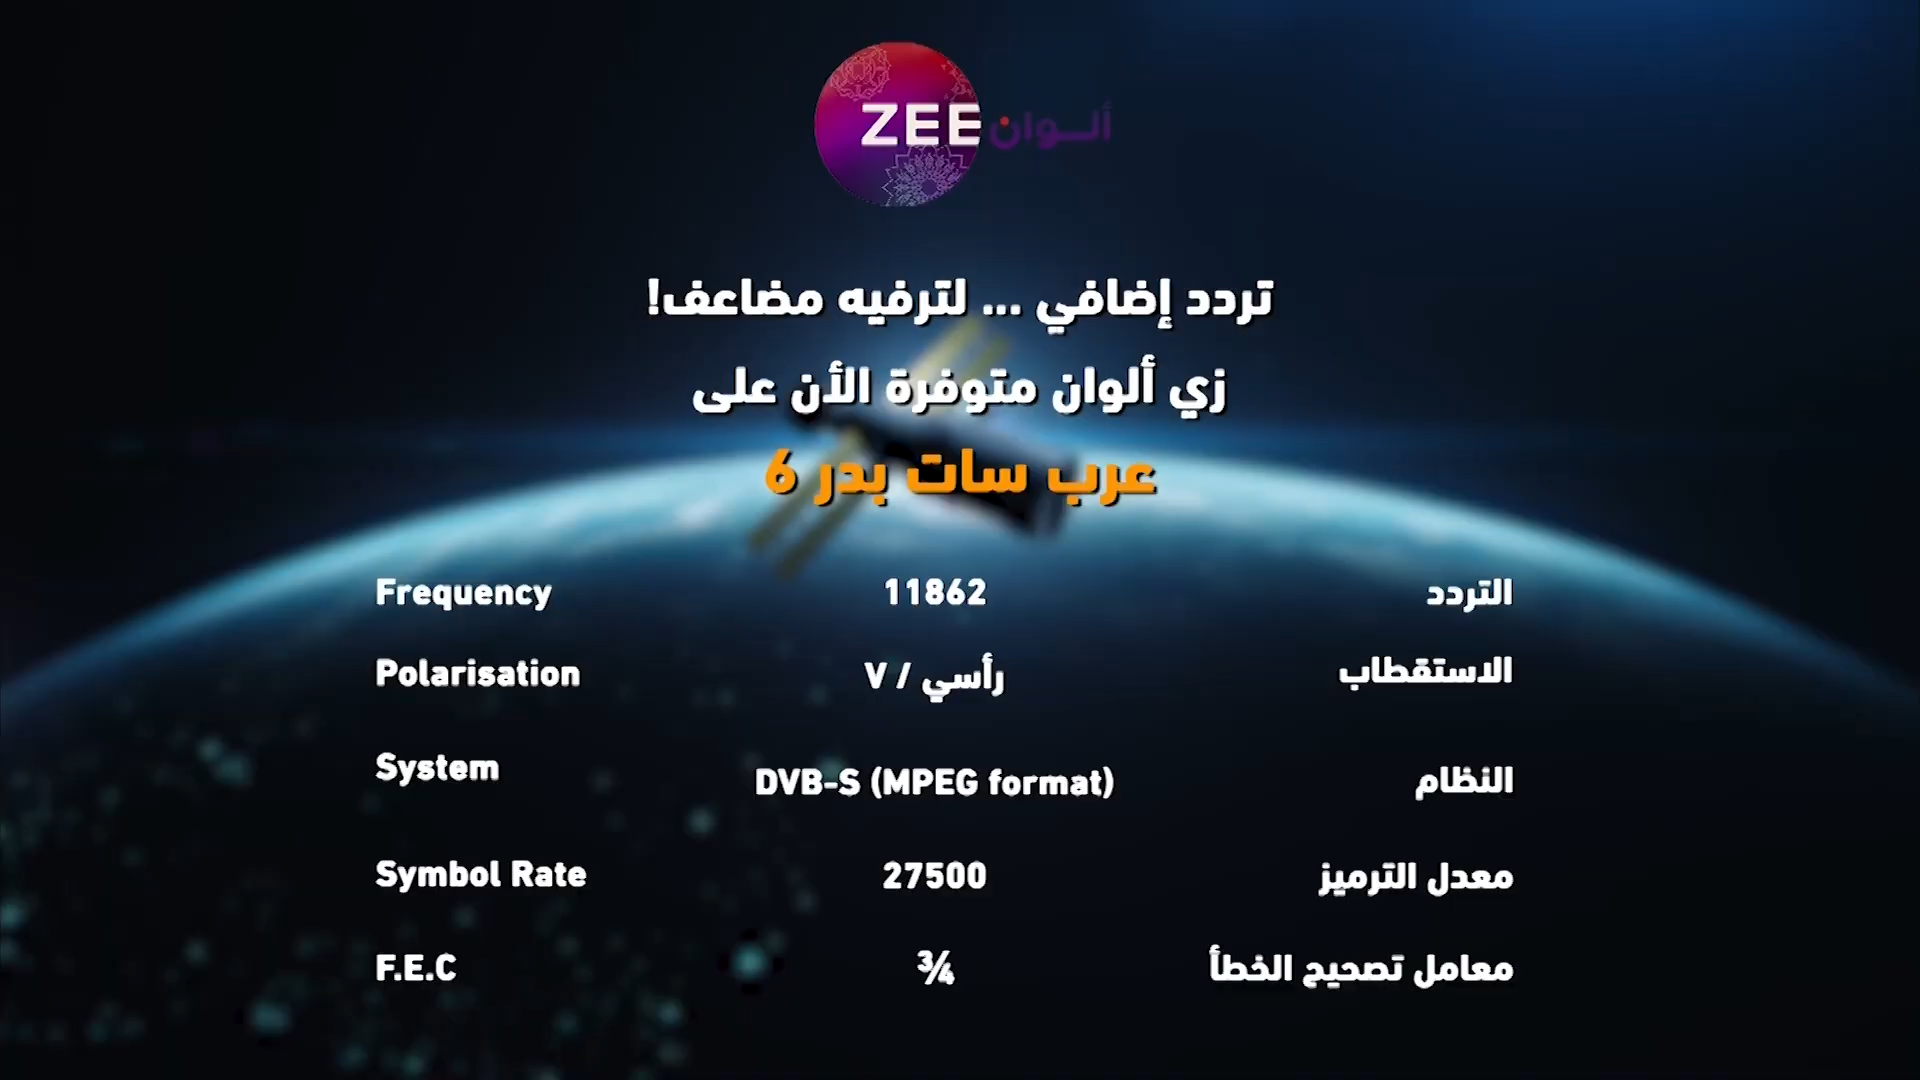 ZEE ألوان
تردد إضافي ... لترفيه مضاعف!
زي ألوان متوفرة الأن على
عرب سات بدر 6
Frequency 11862 التردد
Polarisation رأسي / V الاستقطاب
System DVB-S (MPEG format) النظام
Symbol Rate 27500 معدل الترميز
F.E.C ¾ معامل تصحيح الخطأ